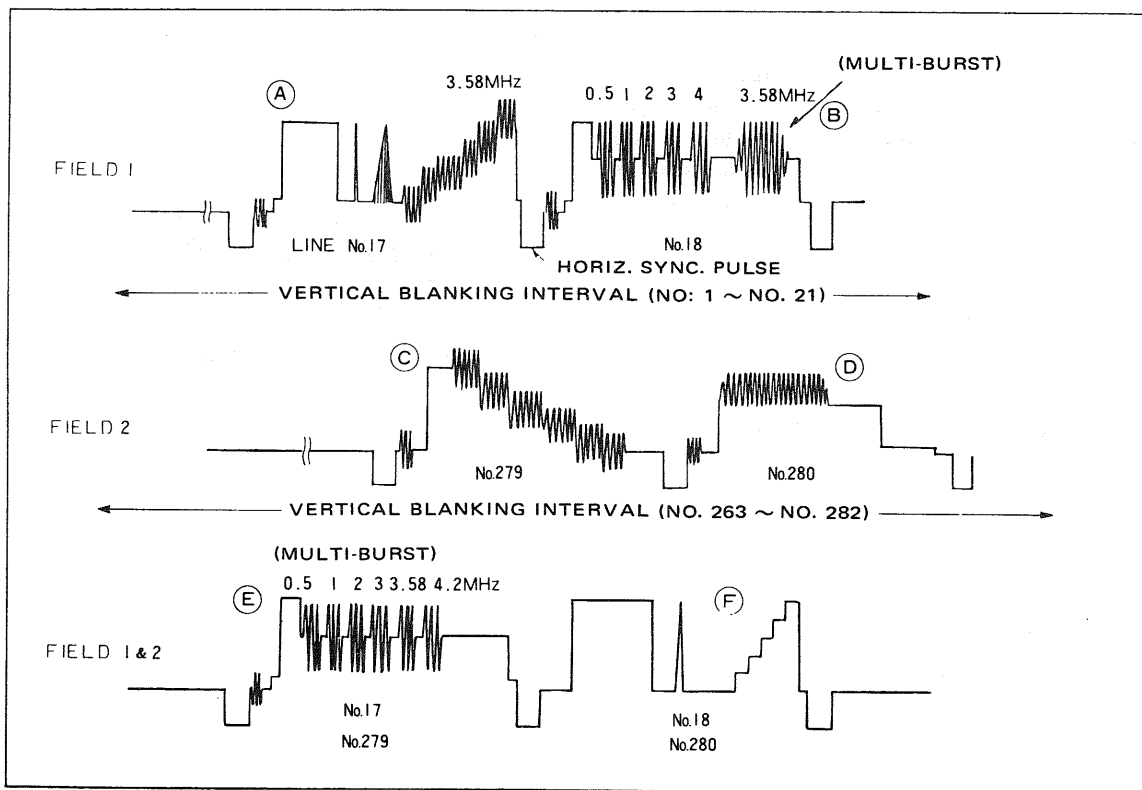 (MULTI-BURST)
3.58MHz
A
0.5 1 2 3 4 3.58MHz
B
FIELD 1
LINE No.17
No.18
HORIZ. SYNC. PULSE
VERTICAL BLANKING INTERVAL (NO: 1 ~ NO. 21)
C
D
FIELD 2
No.279
No.280
VERTICAL BLANKING INTERVAL (NO. 263 ~ NO. 282)
(MULTI-BURST)
E
0.5 1 2 3 3.58 4.2MHz
F
FIELD 1 & 2
No.17
No.279
No.18
No.280